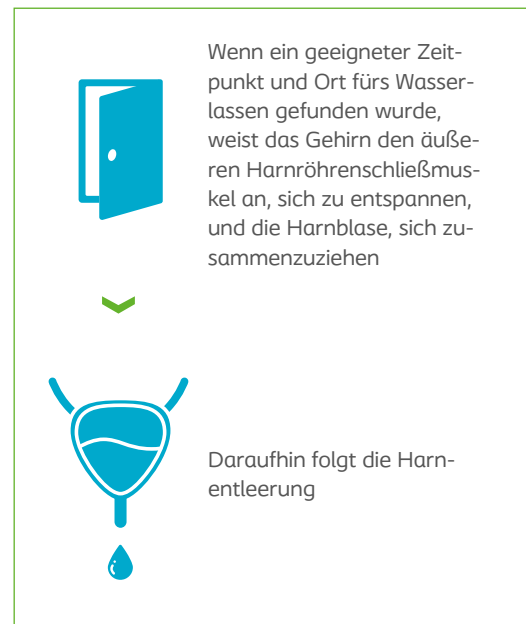 Wenn ein geeigneter Zeit-
punkt und Ort fürs Wasser-
lassen gefunden wurde,
weist das Gehirn den äuße-
ren Harnröhrenschließmus-
kel an, sich zu entspannen,
und die Harnblase, sich zu-
sammenzuziehen
Daraufhin folgt die Harn-
entleerung